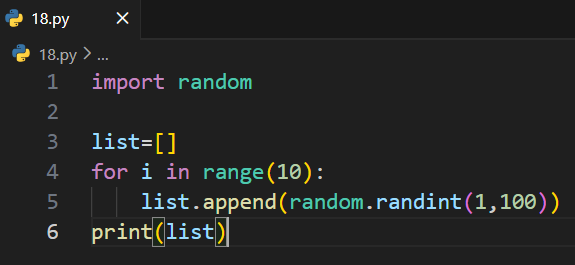 18.py ×
18.py > ...
1 import random
2
3 list=[]
4 for i in range(10):
5     list.append(random.randint(1,100))
6 print(list)